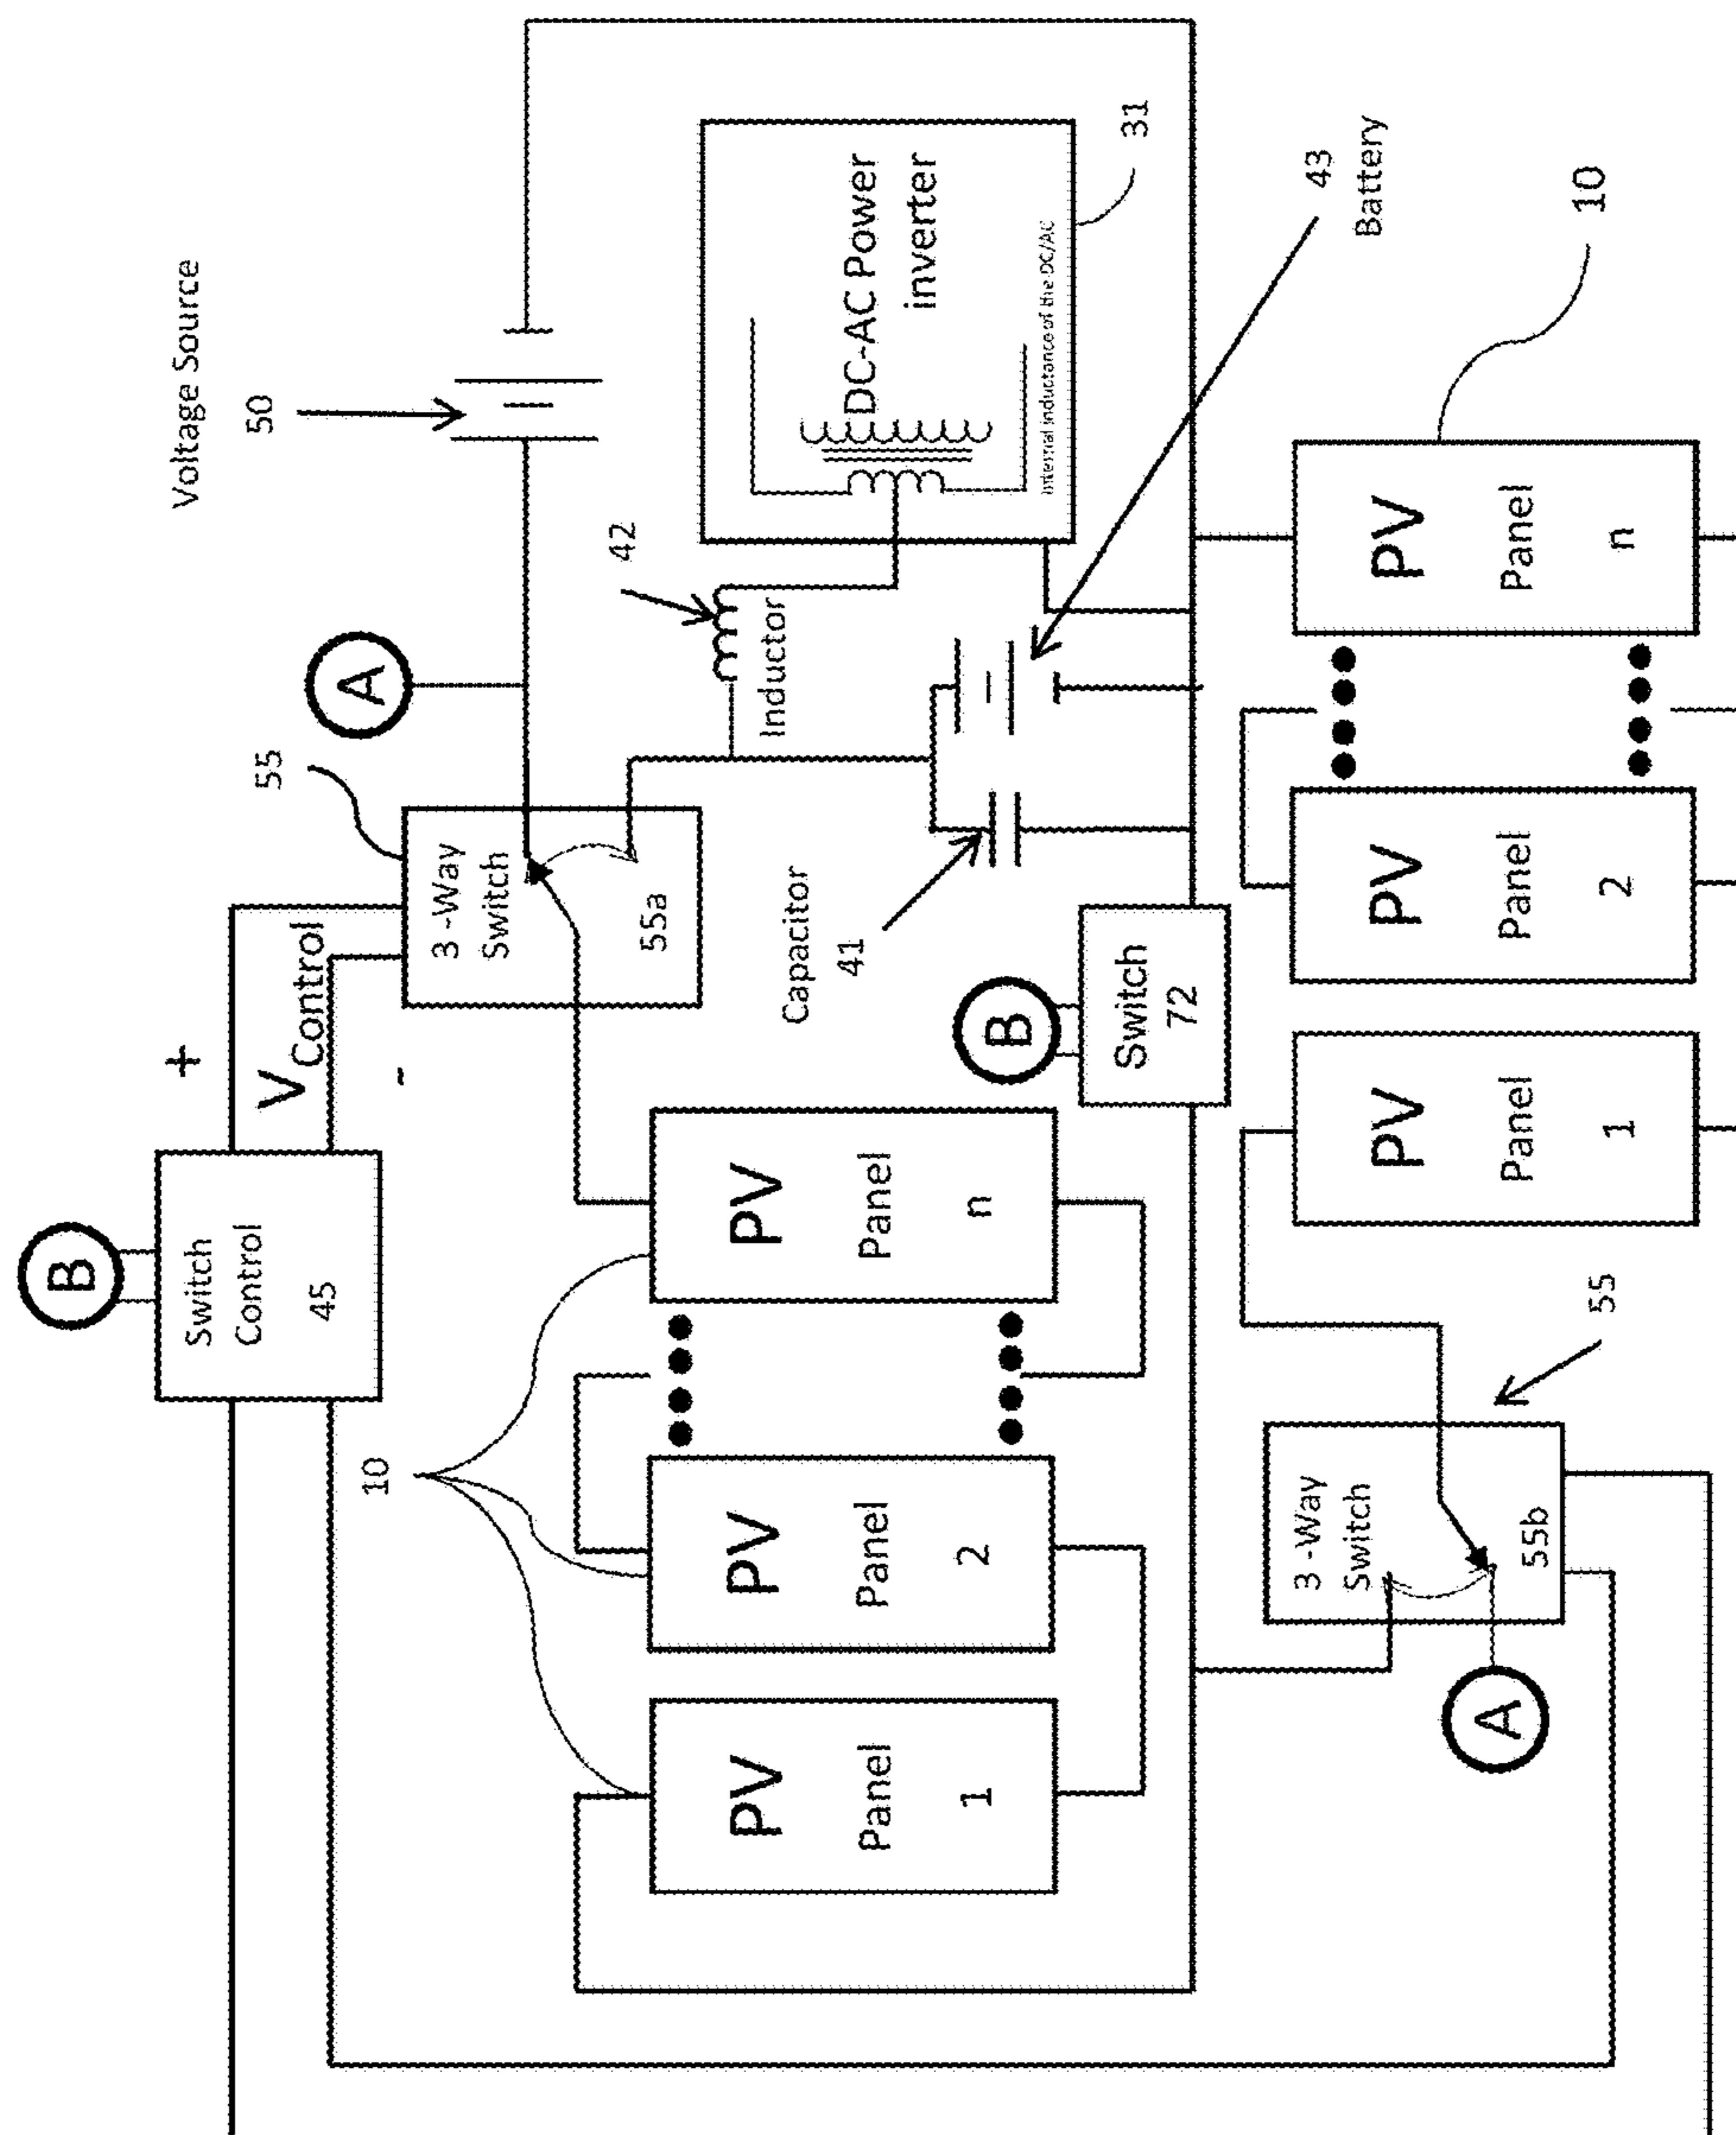 Voltage Source
50
A
55
3 -Way
Switch
55a
+
V Control
-
B
Switch
Control
45
42
Inductor
DC-AC Power
inverter
Internal inductance of the DC/AC
31
43
Battery
Capacitor
41
B
Switch
72
10
PV
Panel
1
PV
Panel
2
PV
Panel
n
55
3 -Way
Switch
55b
A
PV
Panel
1
PV
Panel
2
PV
Panel
n
10